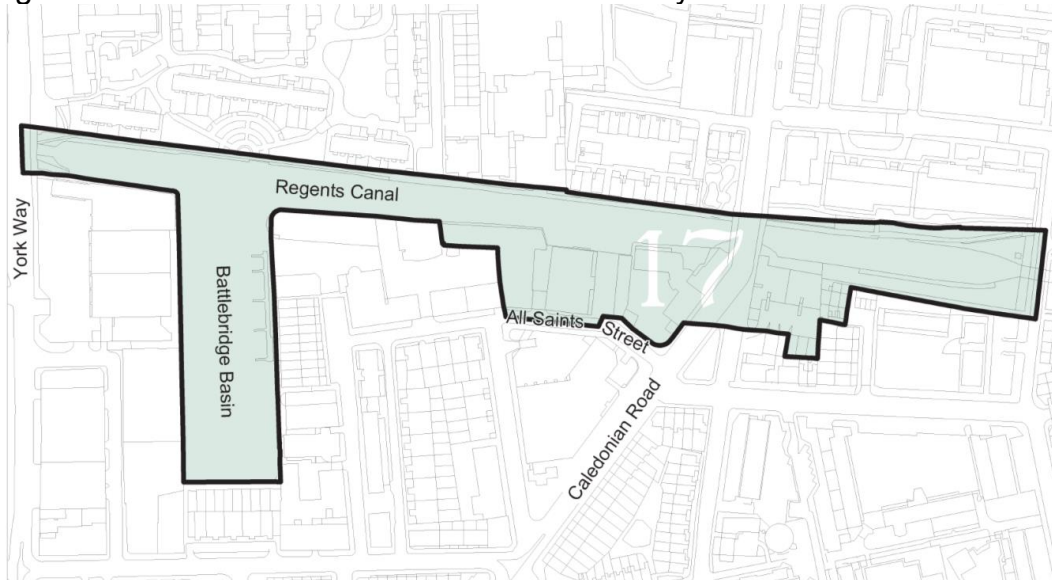 Regents Canal
York Way
Battlebridge Basin
17
All Saints Street
Caledonian Road